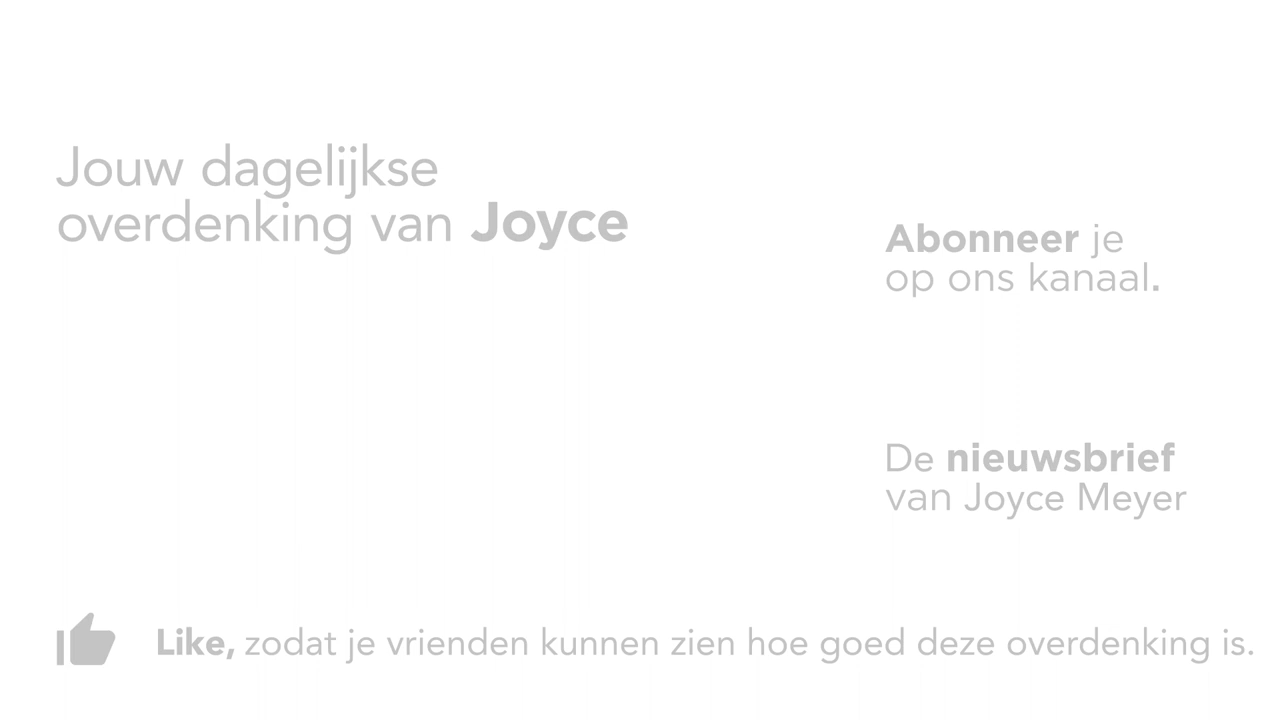 Jouw dagelijkse
overdenking van Joyce
Abonneer je
op ons kanaal.
De nieuwsbrief
van Joyce Meyer
Like, zodat je vrienden kunnen zien hoe goed deze overdenking is.